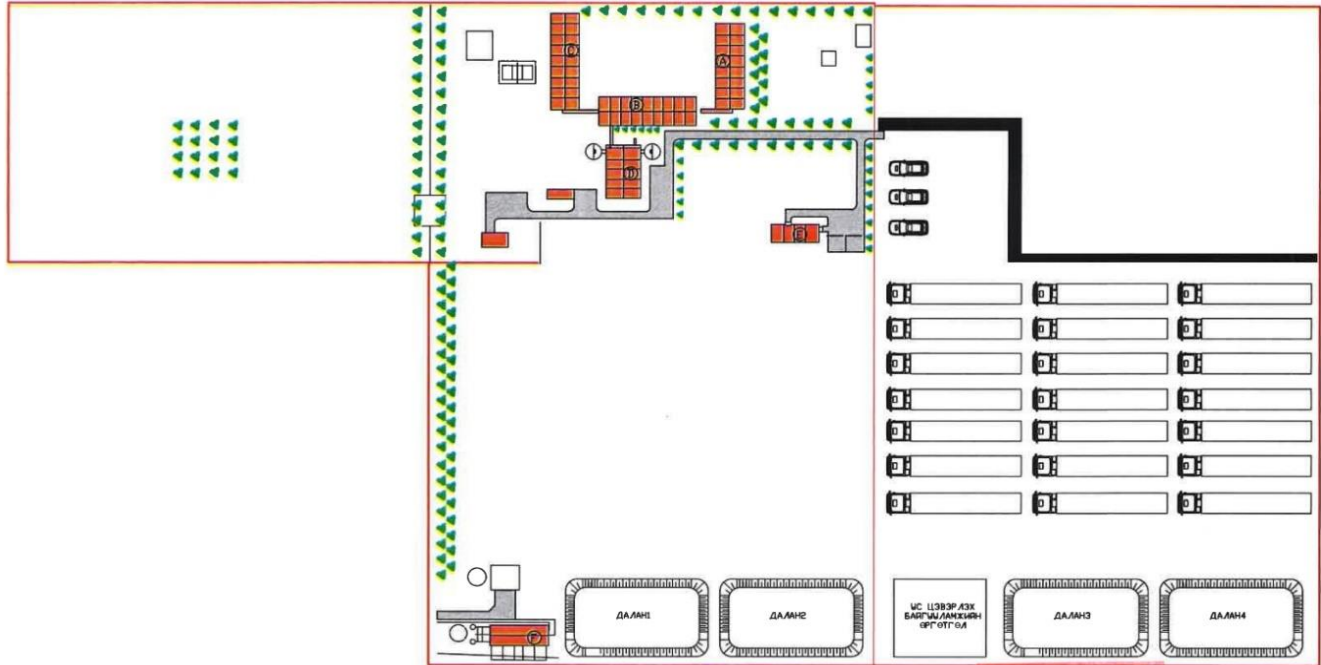 C
A
B
D
E
ДАЛАН1
ДАЛАН2
УС ЦЭВЭРЛЭХ
БАЙГУУЛАМЖИЙН
ӨРГӨТГӨЛ
ДАЛАН3
ДАЛАН4
F